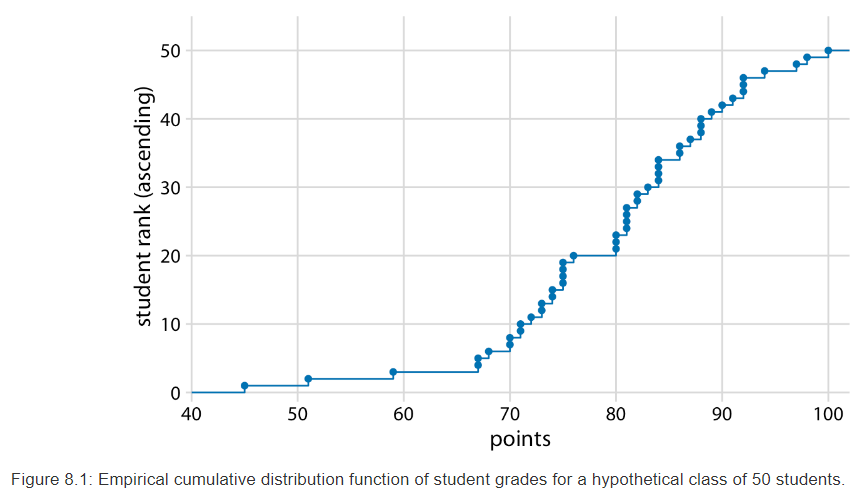 50
40
30
20
10
0
student rank (ascending)
40 50 60 70 80 90 100
points
Figure 8.1: Empirical cumulative distribution function of student grades for a hypothetical class of 50 students.